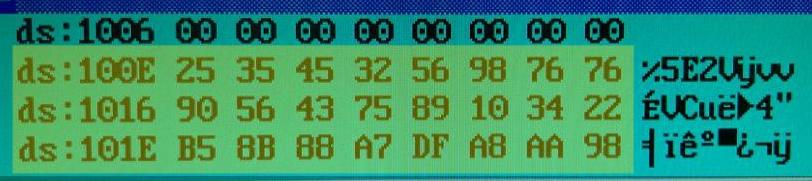 ds:1006 00 00 00 00 00 00 00 00
ds:100E 25 35 45 32 56 98 76 76 %5E2Vÿvv
ds:1016 90 56 43 75 89 10 34 22 ÉVCuë►4"
ds:101E B5 8B 88 A7 DF A8 AA 98 ╡ïêº▀¿¬ÿ